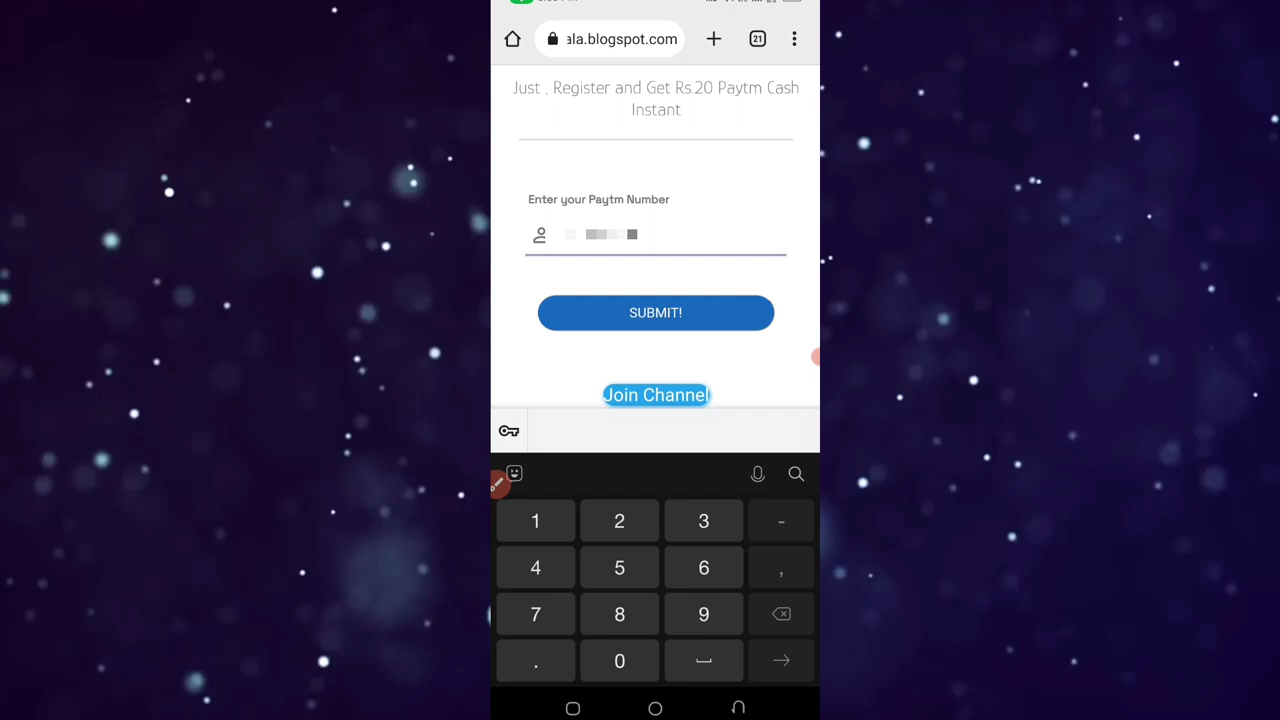 ala.blogspot.com
21
Just , Register and Get Rs.20 Paytm Cash
Instant
Enter your Paytm Number
SUBMIT!
Join Channel
1 2 3 -
4 5 6 ,
7 8 9
. 0